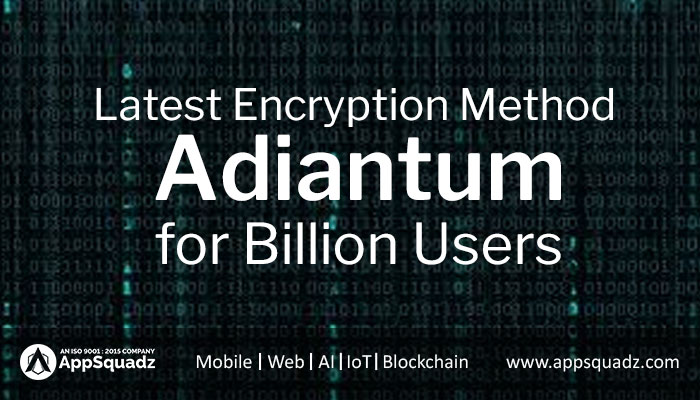 Latest Encryption Method
Adiantum
for Billion Users
AN ISO 9001 : 2015 COMPANY
AppSquadz
Mobile | Web | AI | IoT | Blockchain
www.appsquadz.com